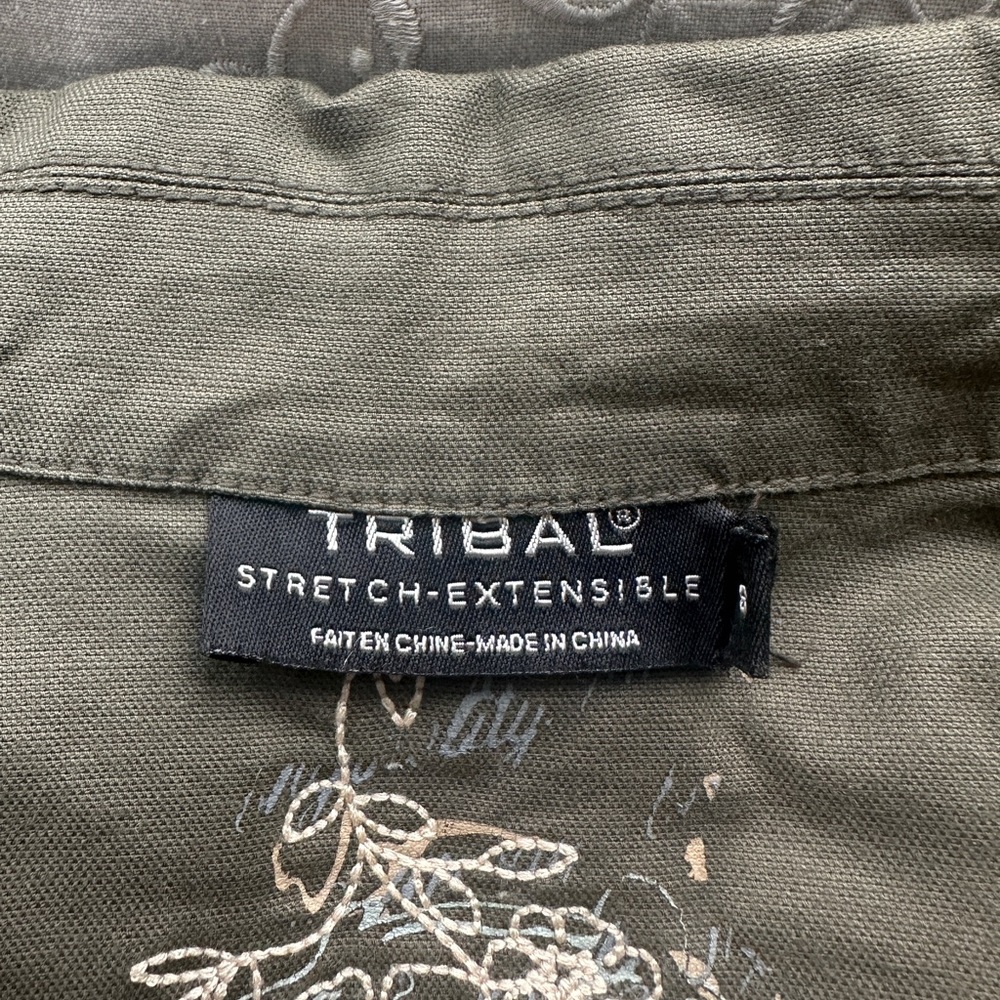 TRIBAL®
STRETCH-EXTENSIBLE
FAIT EN CHINE-MADE IN CHINA
8